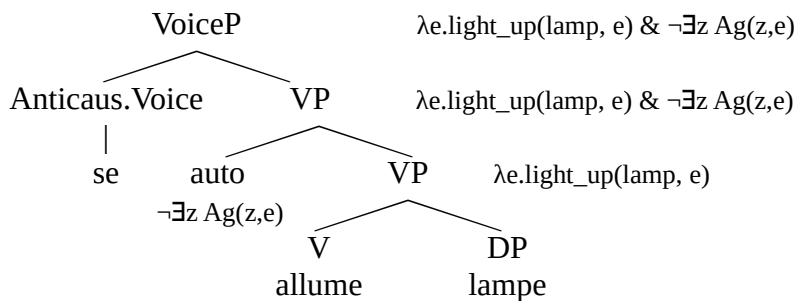 VoiceP λe.light_up(lamp, e) & ¬∃z Ag(z,e)
Anticaus.Voice VP λe.light_up(lamp, e) & ¬∃z Ag(z,e)
se auto VP λe.light_up(lamp, e)
¬∃z Ag(z,e)
V DP
allume lampe